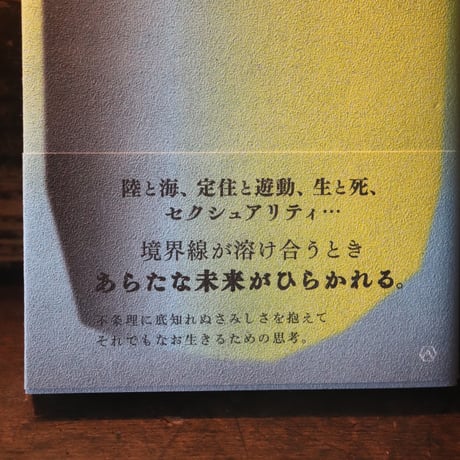 陸と海、定住と遊動、生と死、
セクシュアリティ…
境界線が溶け合うとき
あらたな未来がひらかれる。
不条理に底知れぬさみしさを抱えて
それでもなお生きるための思考。